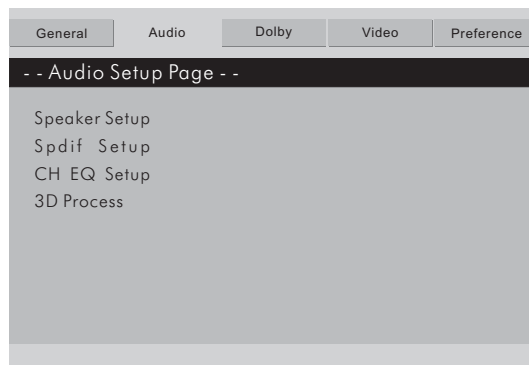 General Audio Dolby Video Preference
- - Audio Setup Page - -
Speaker Setup
Spdif Setup
CH EQ Setup
3D Process